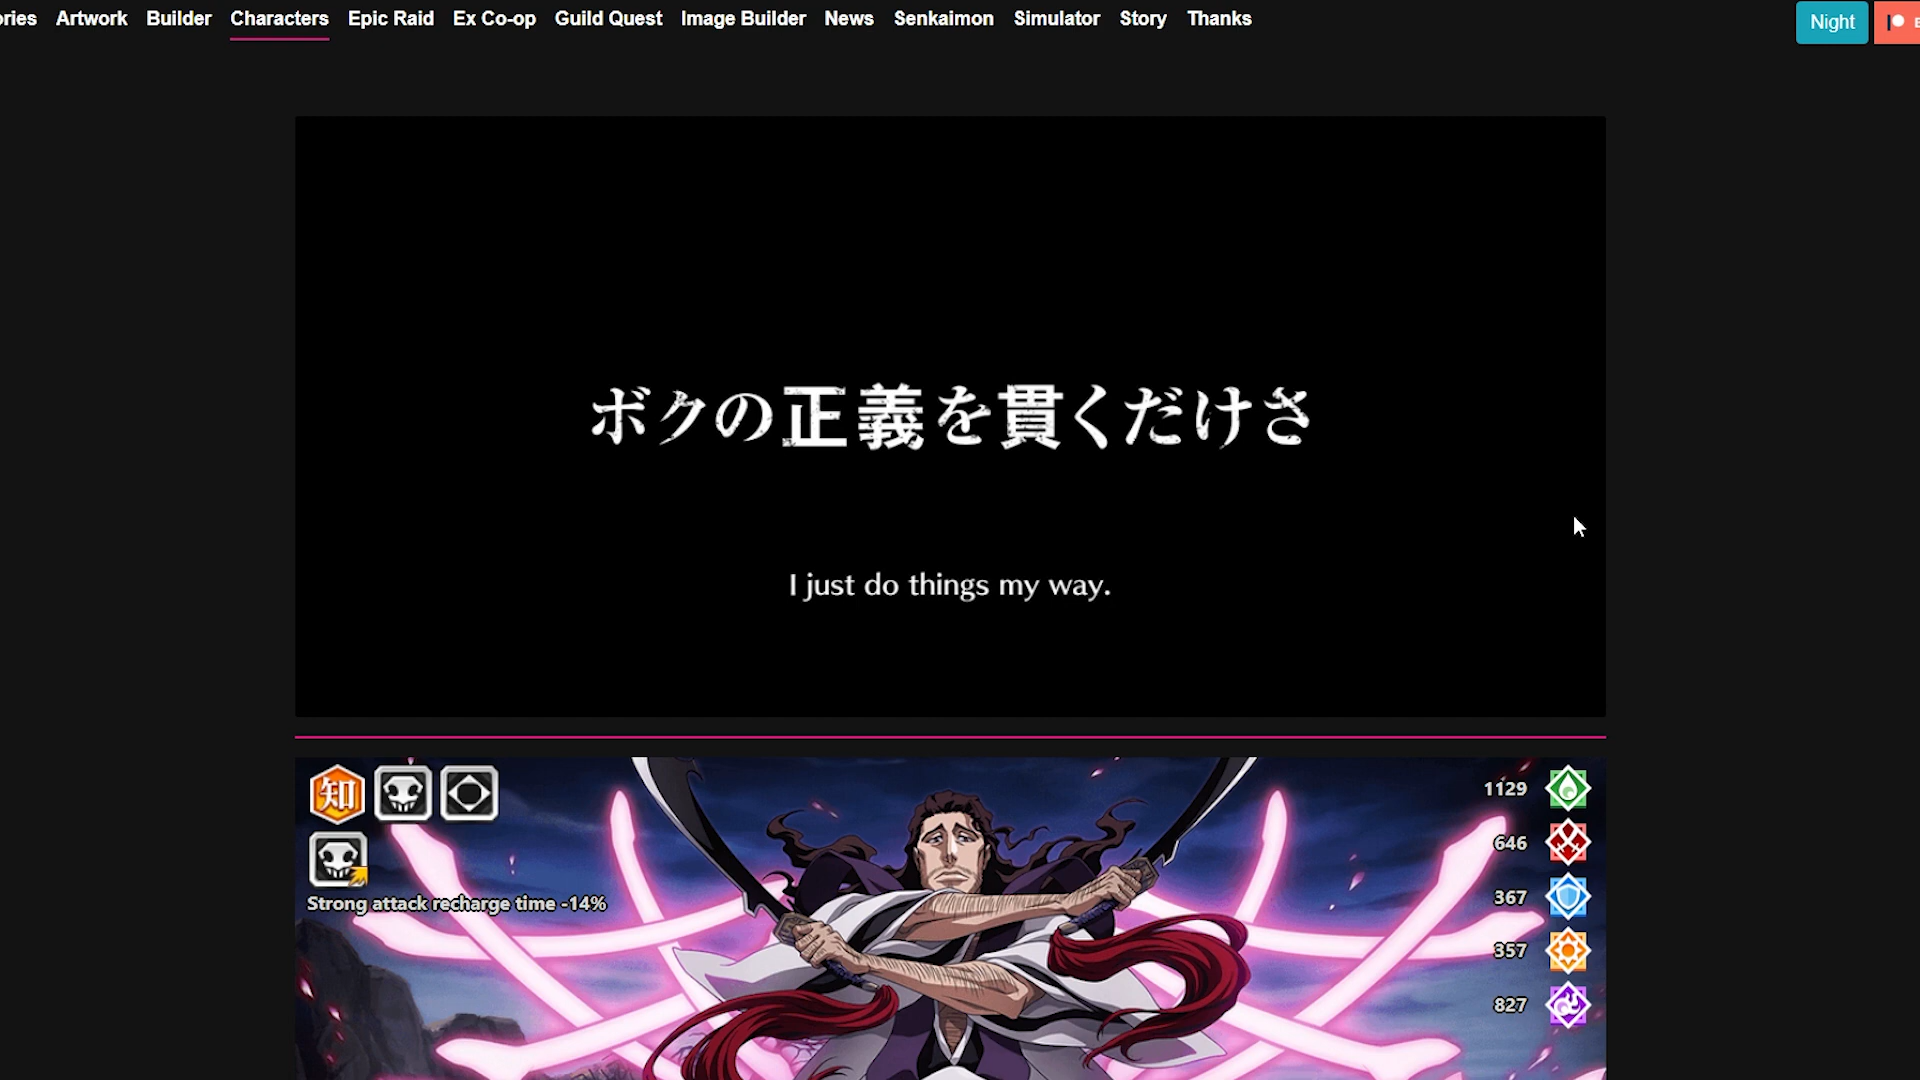 ories Artwork Builder Characters Epic Raid Ex Co-op Guild Quest Image Builder News Senkaimon Simulator Story Thanks Night
ボクの正義を貫くだけさ
I just do things my way.
知
1129
646
Strong attack recharge time -14%
367
357
827